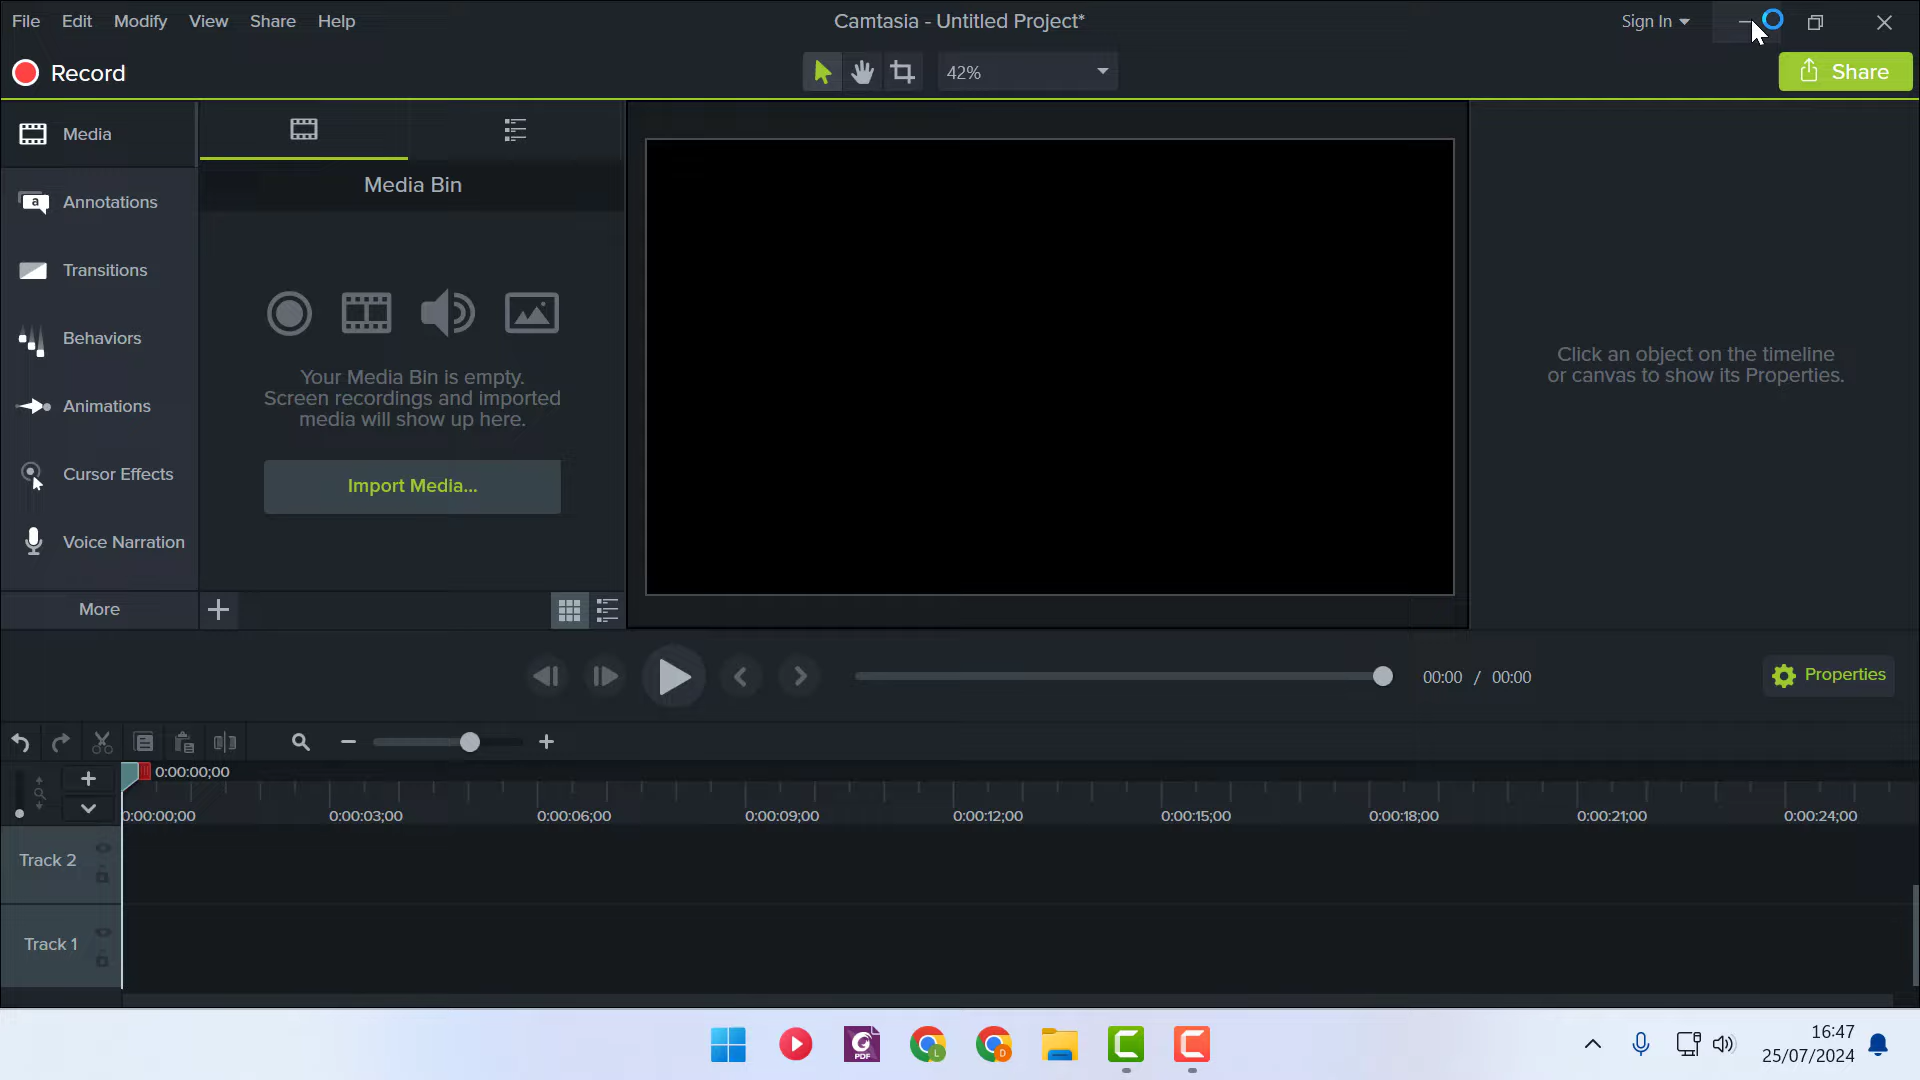 File Edit Modify View Share Help
Camtasia - Untitled Project*
Sign In
Record
42%
Share
Media
Annotations
Transitions
Behaviors
Animations
Cursor Effects
Voice Narration
More
Media Bin
Your Media Bin is empty.
Screen recordings and imported
media will show up here.
Import Media...
Click an object on the timeline
or canvas to show its Properties.
00:00 / 00:00
Properties
0:00:00;00
0:00:00;00 0:00:03;00 0:00:06;00 0:00:09;00 0:00:12;00 0:00:15;00 0:00:18;00 0:00:21;00 0:00:24;00
Track 2
Track 1
PDF
L
D
16:47
25/07/2024